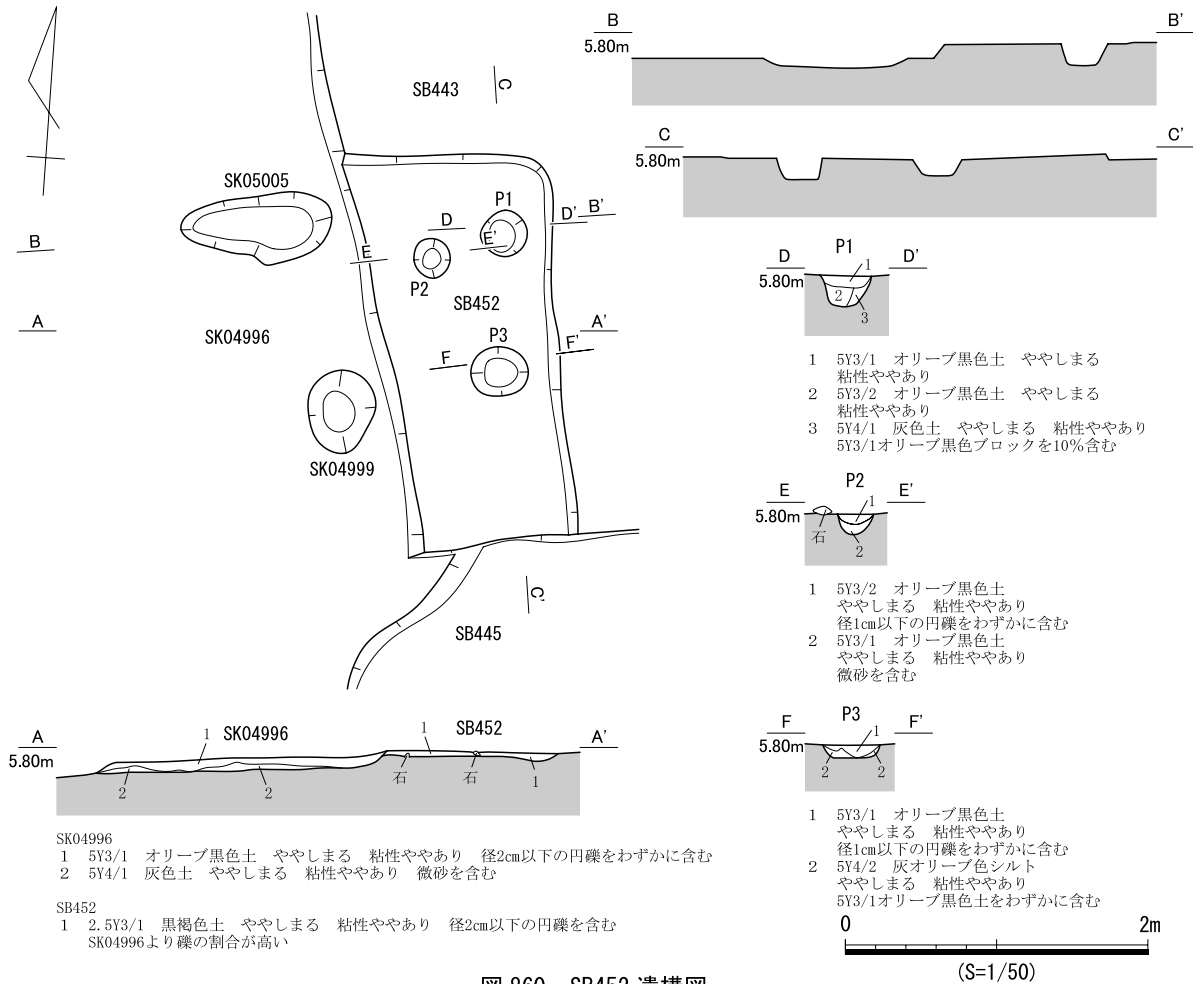 B
B'
5.80m
C
C'
5.80m
SB443
C
SK05005
P1
D
D'
B'
B
E
E'
P2
SB452
A
A'
SK04996
P3
F
F'
SK04999
C'
SB445
P1
D
D'
1
5.80m
2
3
1 5Y3/1 オリーブ黒色土 ややしまる
粘性ややあり
2 5Y3/2 オリーブ黒色土 ややしまる
粘性ややあり
3 5Y4/1 灰色土 ややしまる 粘性ややあり
5Y3/1オリーブ黒色ブロックを10%含む
P2
E
E'
1
5.80m
石
2
1 5Y3/2 オリーブ黒色土
ややしまる 粘性ややあり
径1cm以下の円礫をわずかに含む
2 5Y3/1 オリーブ黒色土
ややしまる 粘性ややあり
微砂を含む
P3
F
F'
1
5.80m
2
2
1 5Y3/1 オリーブ黒色土
ややしまる 粘性ややあり
径1cm以下の円礫をわずかに含む
2 5Y4/2 灰オリーブ色シルト
ややしまる 粘性ややあり
5Y3/1オリーブ黒色土をわずかに含む
A
SK04996
SB452
A'
1
1
5.80m
2
2
石
石
1
SK04996
1 5Y3/1 オリーブ黒色土 ややしまる 粘性ややあり 径2cm以下の円礫をわずかに含む
2 5Y4/1 灰色土 ややしまる 粘性ややあり 微砂を含む
SB452
1 2.5Y3/1 黒褐色土 ややしまる 粘性ややあり 径2cm以下の円礫を含む
SK04996より礫の割合が高い
0
2m
(S=1/50)
図 860 SB452 遺構図